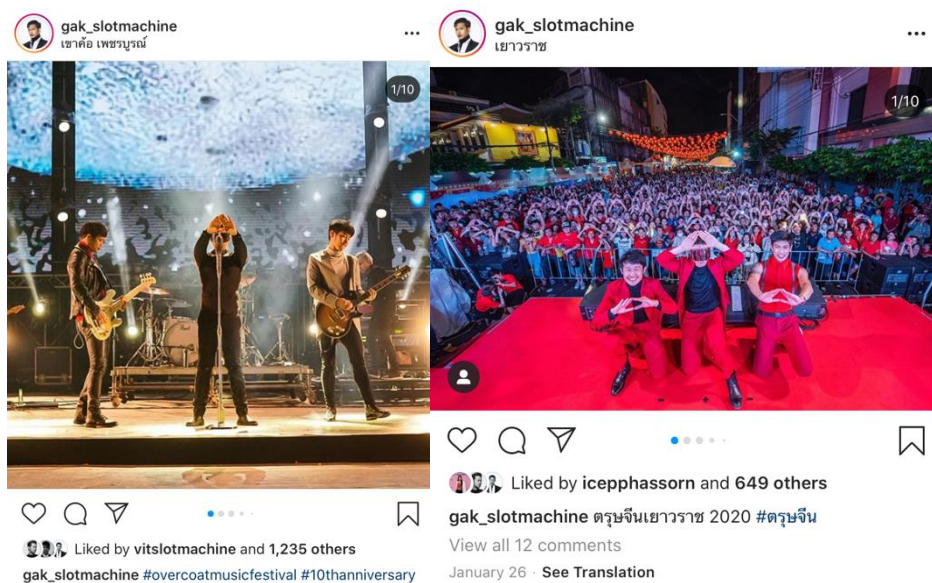 gak_slotmachine
เขาค้อ เพชรบูรณ์
1/10
Liked by vitslotmachine and 1,235 others
gak_slotmachine #overcoatmusicfestival #10thanniversary
gak_slotmachine
เยาวราช
1/10
Liked by icepphassorn and 649 others
gak_slotmachine ตรุษจีนเยาวราช 2020 #ตรุษจีน
View all 12 comments
January 26 · See Translation